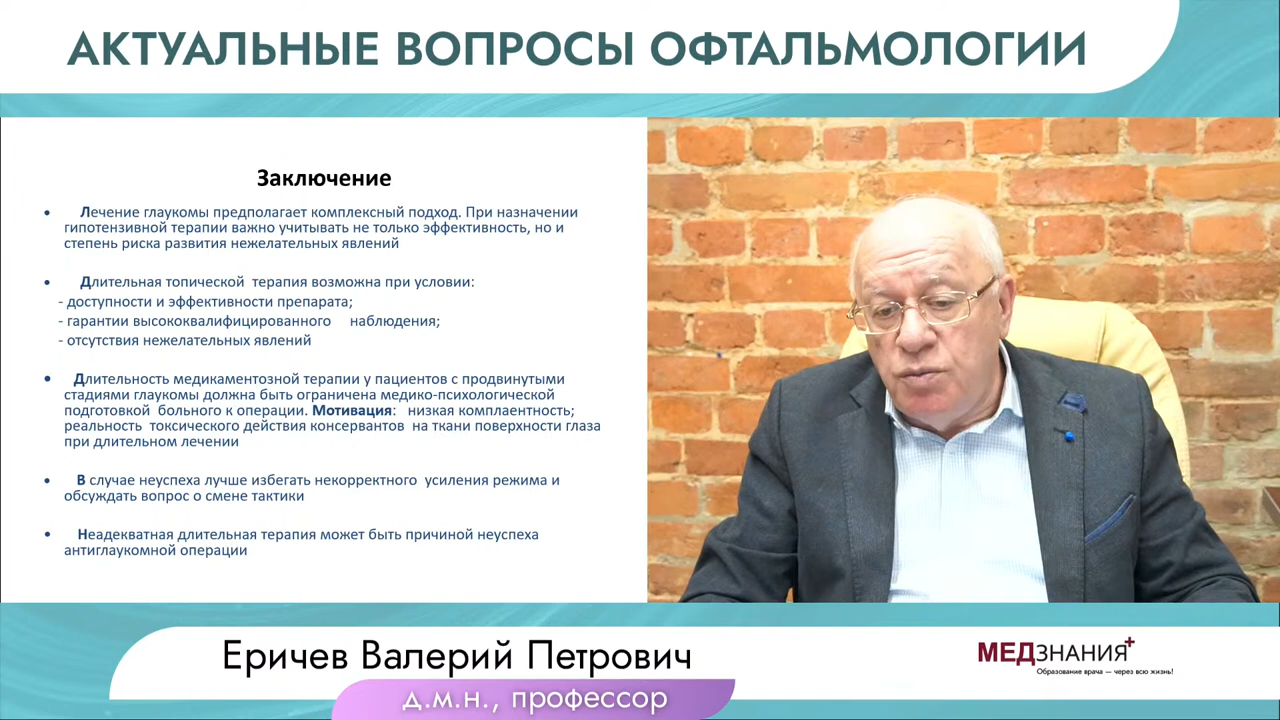 АКТУАЛЬНЫЕ ВОПРОСЫ ОФТАЛЬМОЛОГИИ
Заключение
• Лечение глаукомы предполагает комплексный подход. При назначении
гипотензивной терапии важно учитывать не только эффективность, но и
степень риска развития нежелательных явлений
• Длительная топической терапия возможна при условии:
- доступности и эффективности препарата;
- гарантии высококвалифицированного наблюдения;
- отсутствия нежелательных явлений
• Длительность медикаментозной терапии у пациентов с продвинутыми
стадиями глаукомы должна быть ограничена медико-психологической
подготовкой больного к операции. Мотивация: низкая комплаентность;
реальность токсического действия консервантов на ткани поверхности глаза
при длительном лечении
• В случае неуспеха лучше избегать некорректного усиления режима и
обсуждать вопрос о смене тактики
• Неадекватная длительная терапия может быть причиной неуспеха
антиглаукомной операции
Еричев Валерий Петрович
д.м.н., профессор
МЕДЗНАНИЯ+
Образование врача — через всю жизнь!